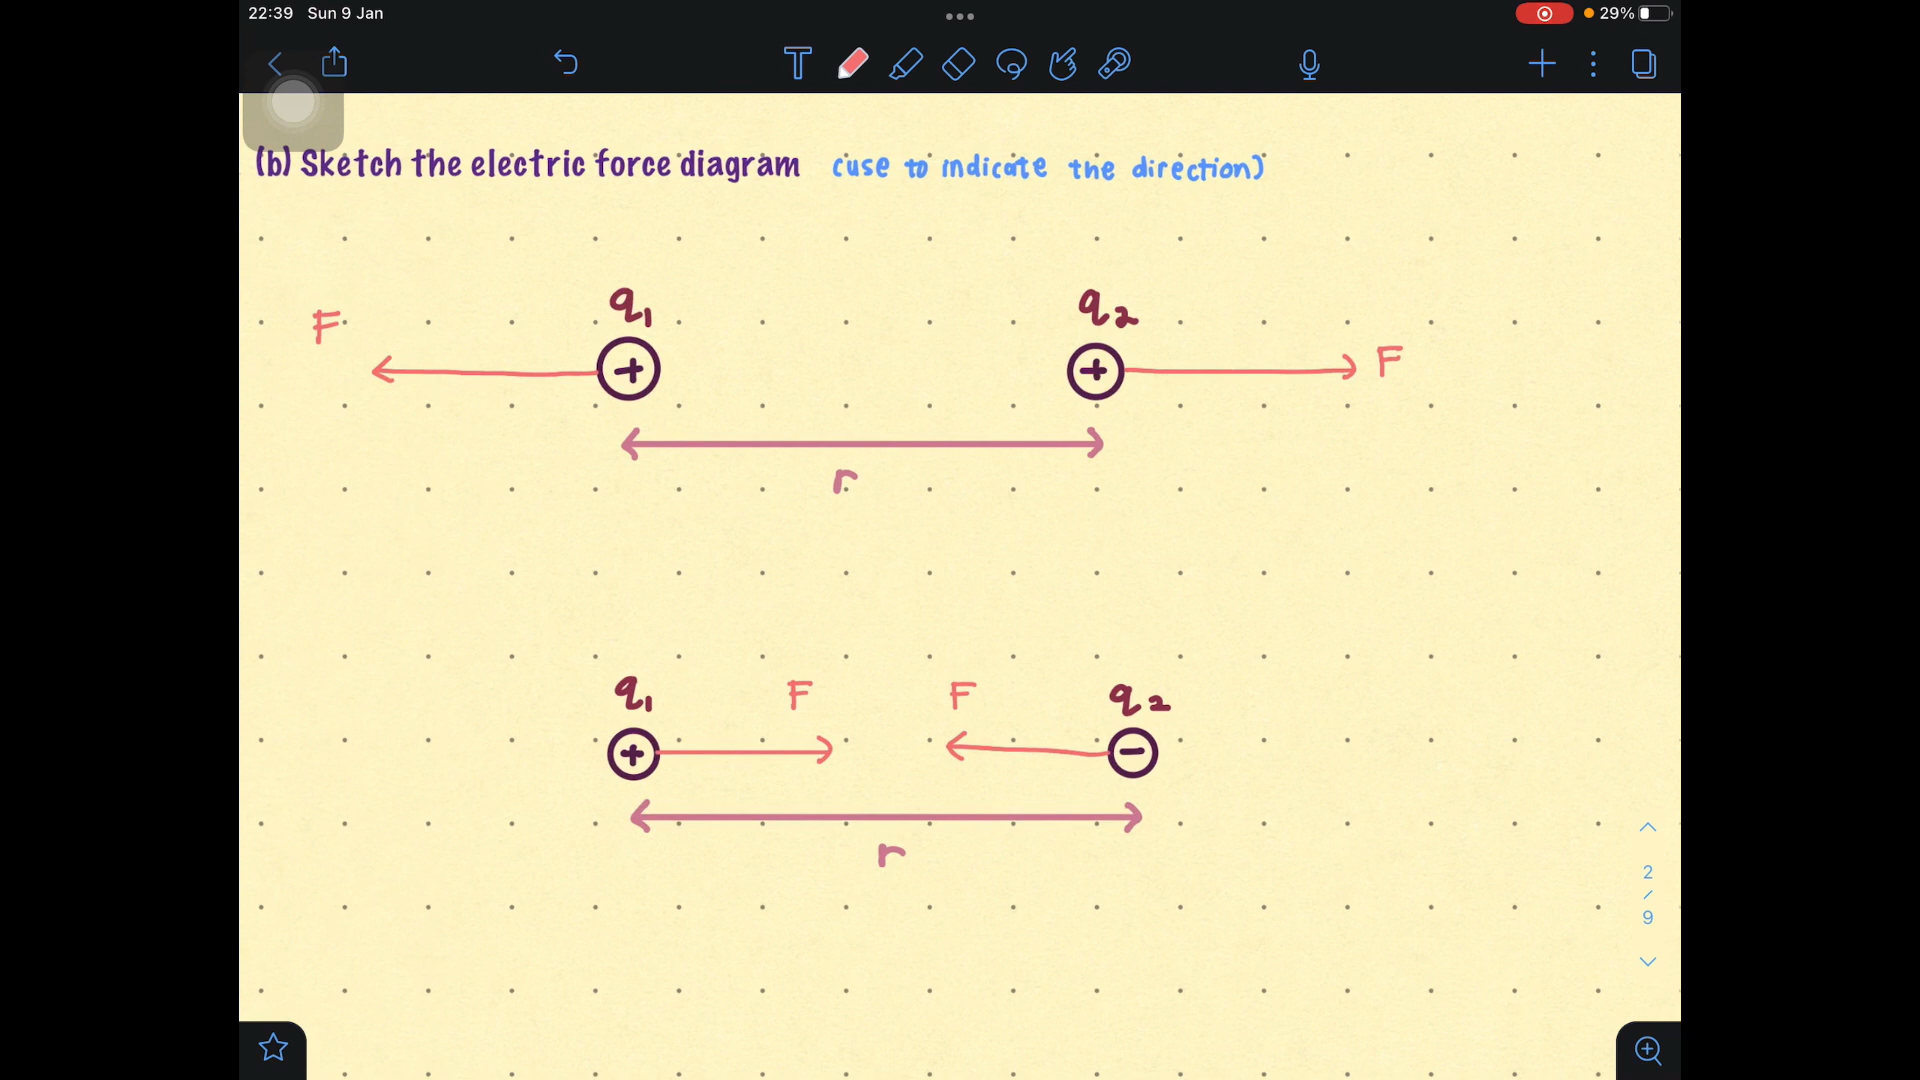 22:39 Sun 9 Jan
29%
T
(b) Sketch the electric force diagram (use to indicate the direction)
q1 q2
F + + F
r
q1 F F q2
+ −
r
2
/
9